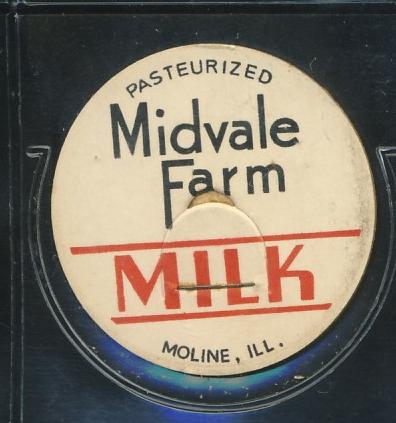 PASTEURIZED
Midvale
Farm
MILK
MOLINE, ILL.